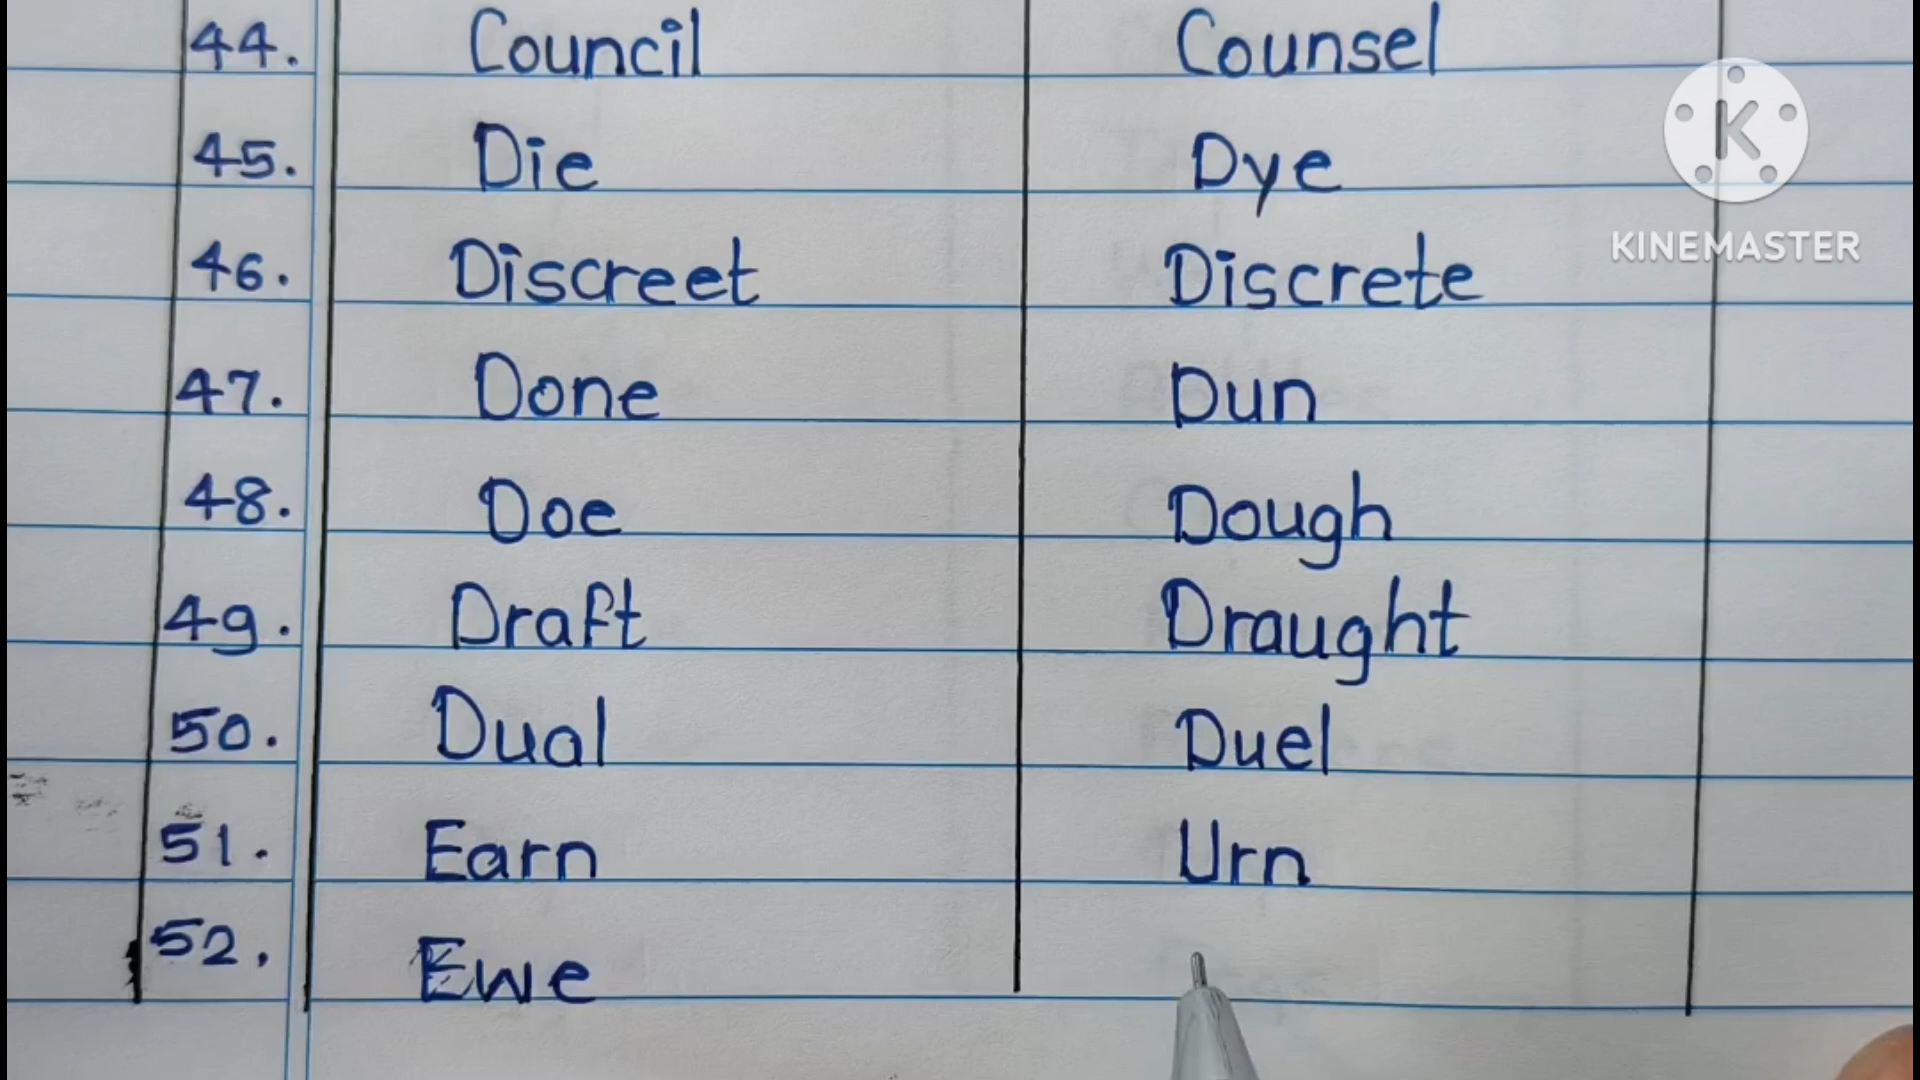 44. Council Counsel
45. Die Dye
46. Discreet Discrete
47. Done Dun
48. Doe Dough
49. Draft Draught
50. Dual Duel
51. Earn Urn
52. Ewe
K
KINEMASTER